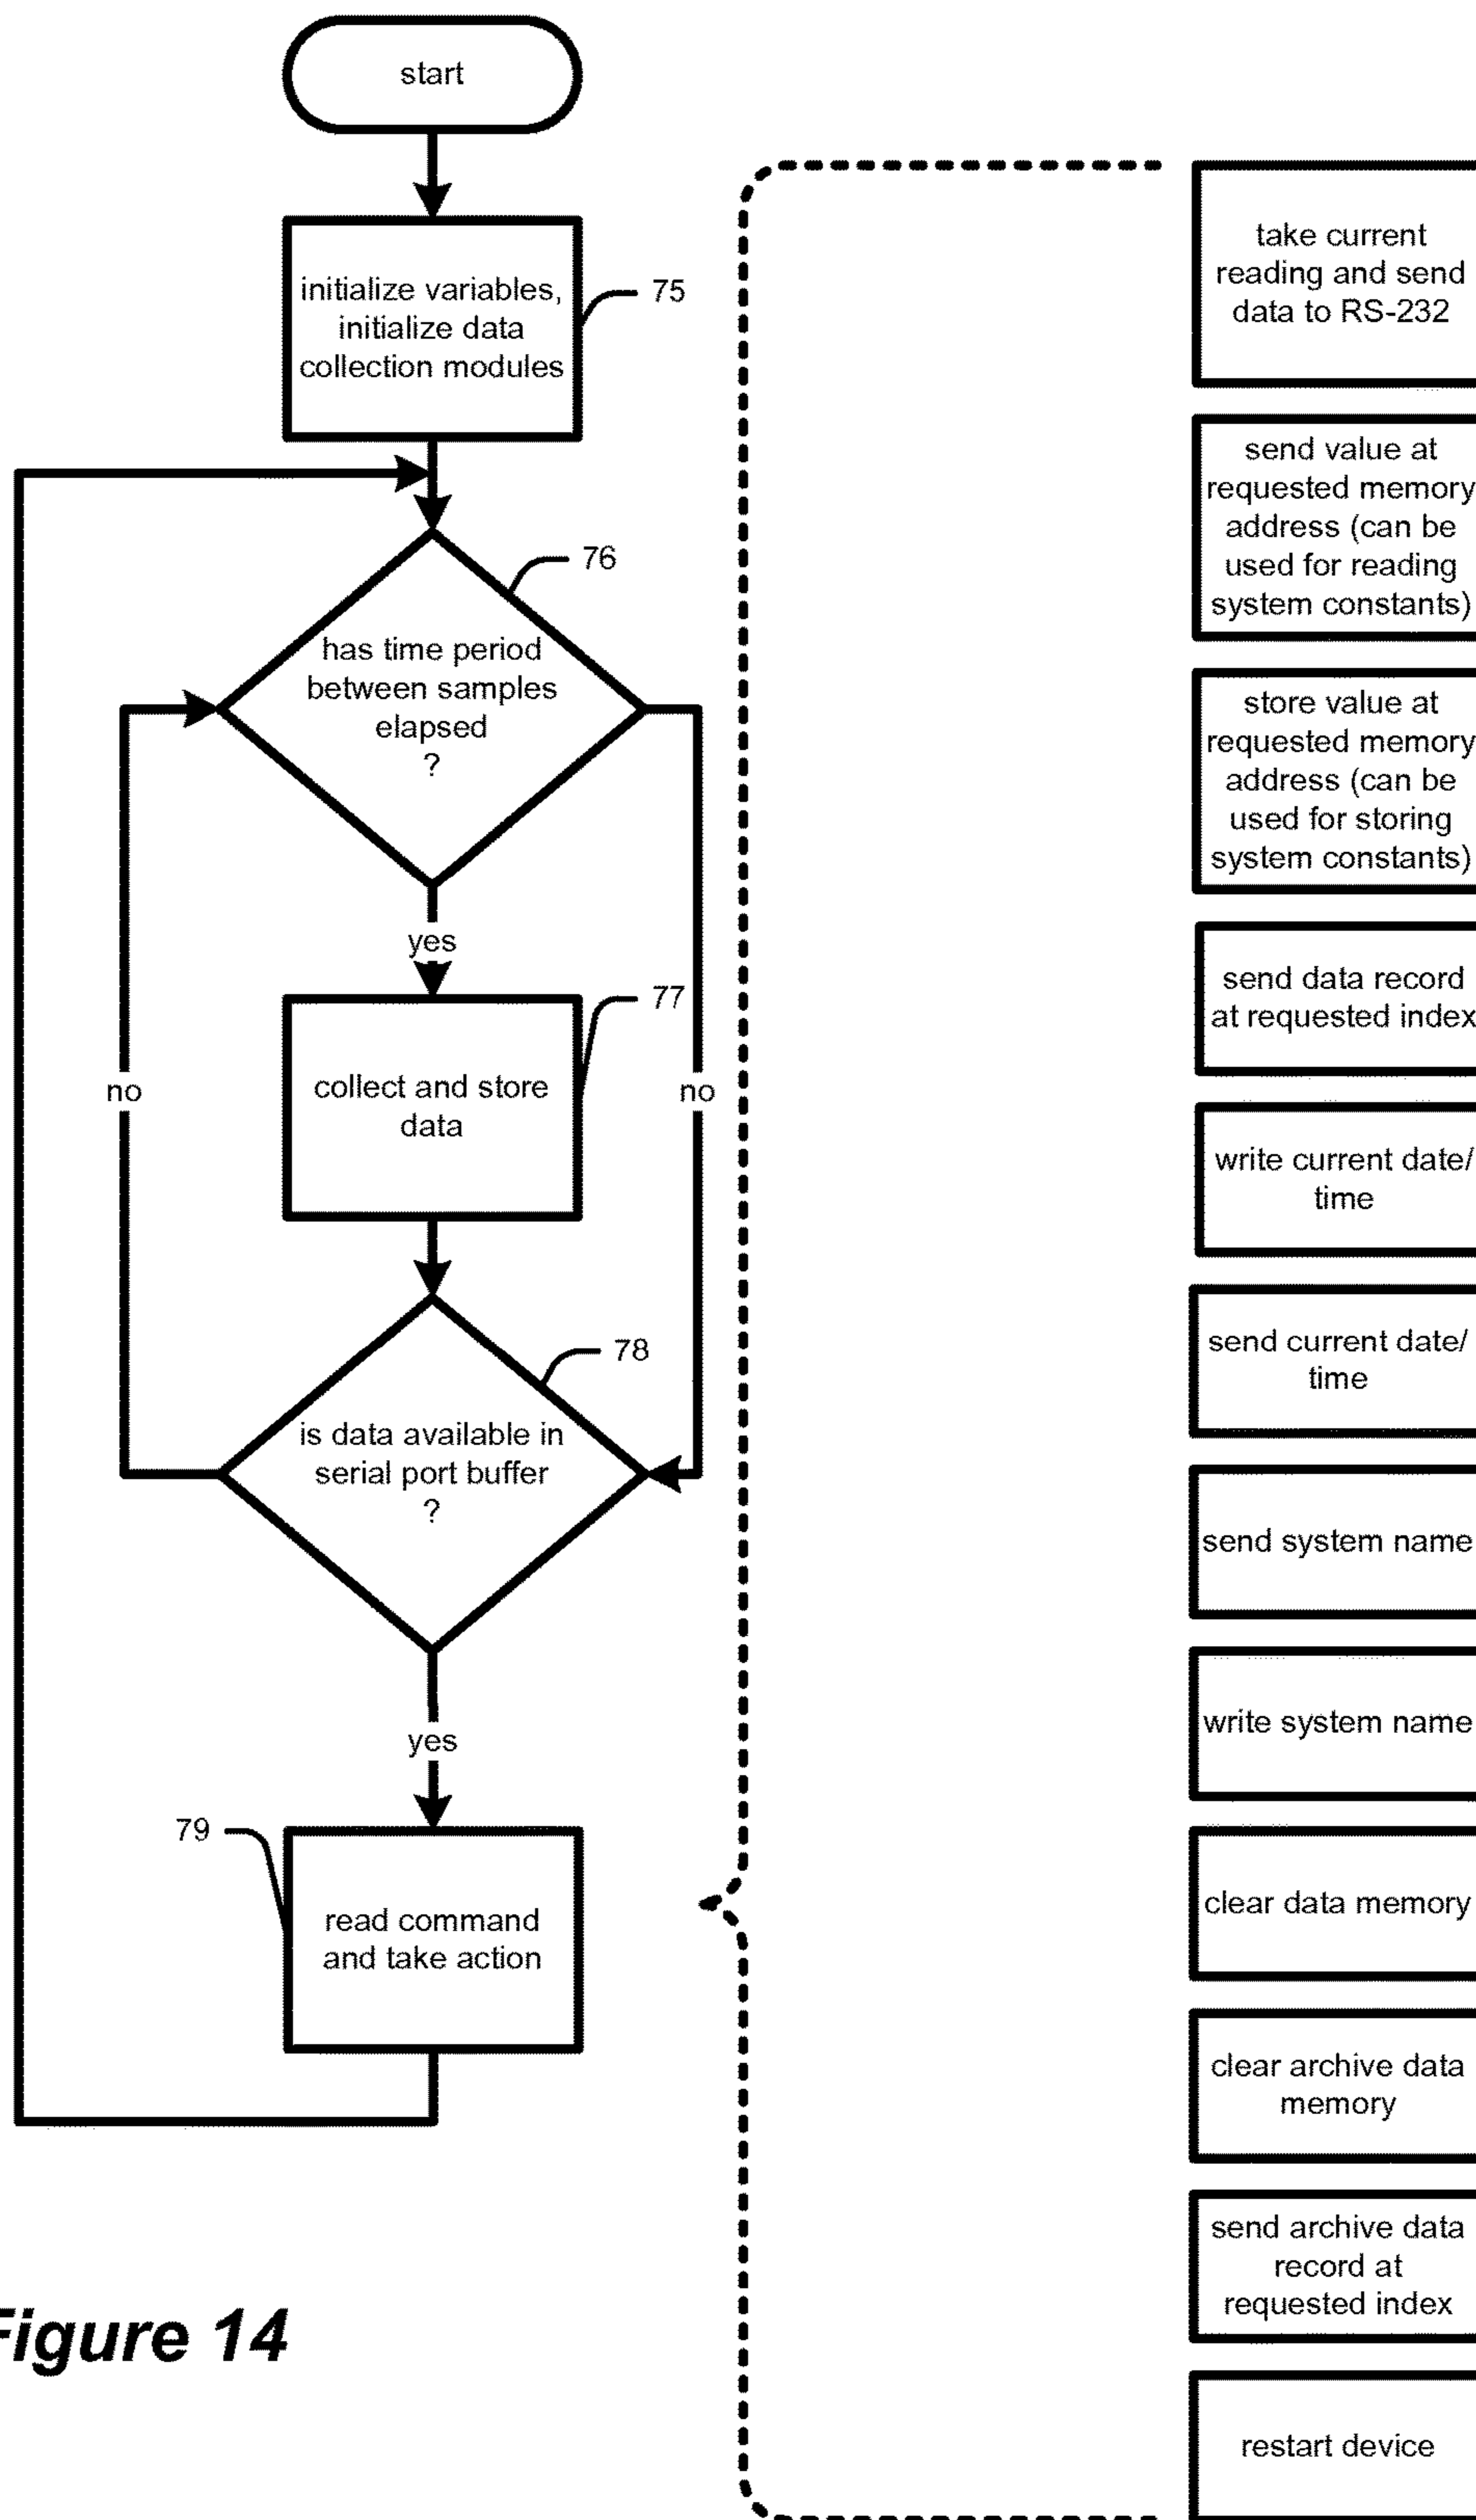 start
initialize variables,
initialize data
collection modules
75
76
has time period
between samples
elapsed
?
yes
77
no
collect and store
data
no
78
is data available in
serial port buffer
?
yes
79
read command
and take action
Figure 14
take current
reading and send
data to RS-232
send value at
requested memory
address (can be
used for reading
system constants)
store value at
requested memory
address (can be
used for storing
system constants)
send data record
at requested index
write current date/
time
send current date/
time
send system name
write system name
clear data memory
clear archive data
memory
send archive data
record at
requested index
restart device